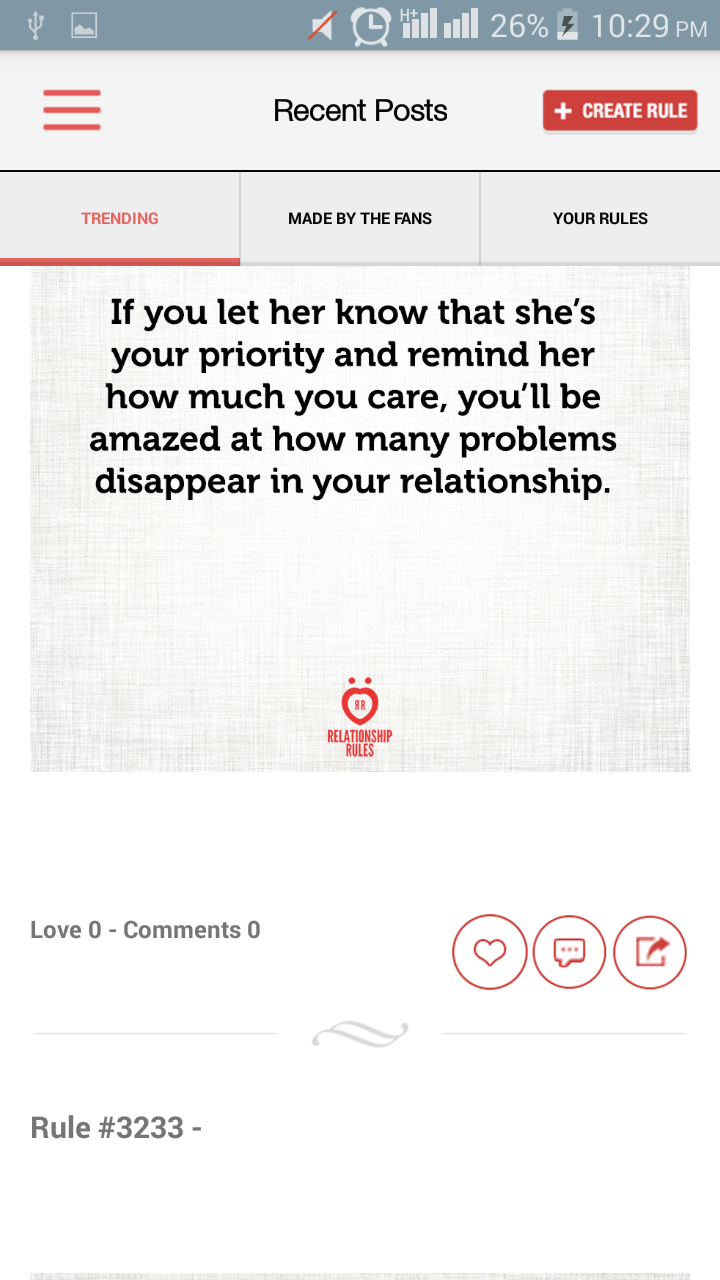 H+ 26% 10:29 PM
Recent Posts
+ CREATE RULE
TRENDING
MADE BY THE FANS
YOUR RULES
If you let her know that she's
your priority and remind her
how much you care, you'll be
amazed at how many problems
disappear in your relationship.
RR
RELATIONSHIP
RULES
Love 0 - Comments 0
Rule #3233 -